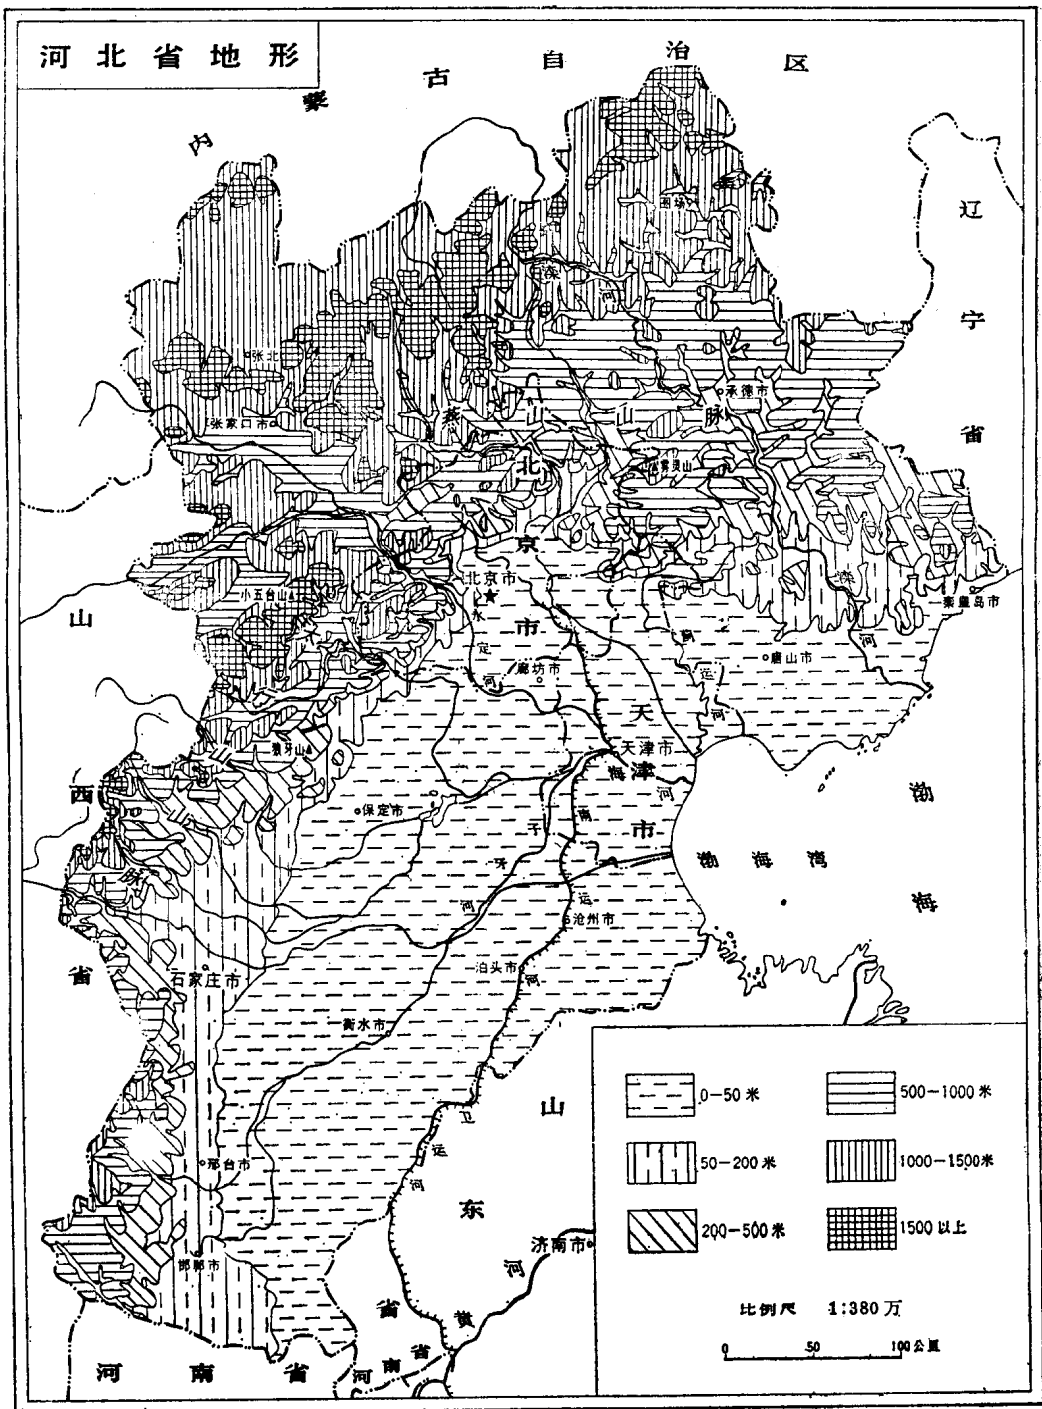 河北省地形
内蒙古自治区
辽宁省
围场
滦河
张北
承德市
张家口市
燕山山脉
雾灵山
北京市
北京市
小五台山
永定河
滦河
秦皇岛市
山西省
廊坊市
唐山市
蓟运河
天津市
天津市
海河
狼牙山
保定市
子牙河
南运河
渤海湾
渤海
脉
沧州市
泊头市
石家庄市
衡水市
卫运河
山东省
邢台市
邯郸市
济南市
黄河
河南省
河南省
0-50米
50-200米
200-500米
500-1000米
1000-1500米
1500以上
比例尺 1:380万
0 50 100公里